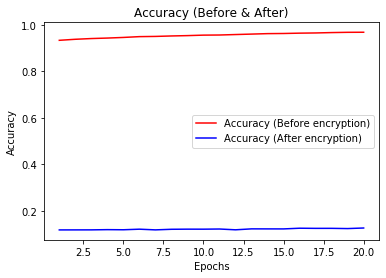 Accuracy (Before & After)
1.0
0.8
0.6
0.4
0.2
Accuracy
Accuracy (Before encryption)
Accuracy (After encryption)
2.5 5.0 7.5 10.0 12.5 15.0 17.5 20.0
Epochs